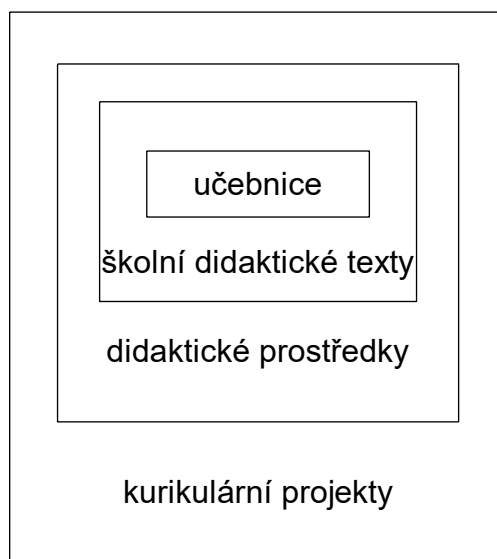 učebnice
školní didaktické texty
didaktické prostředky
kurikulární projekty